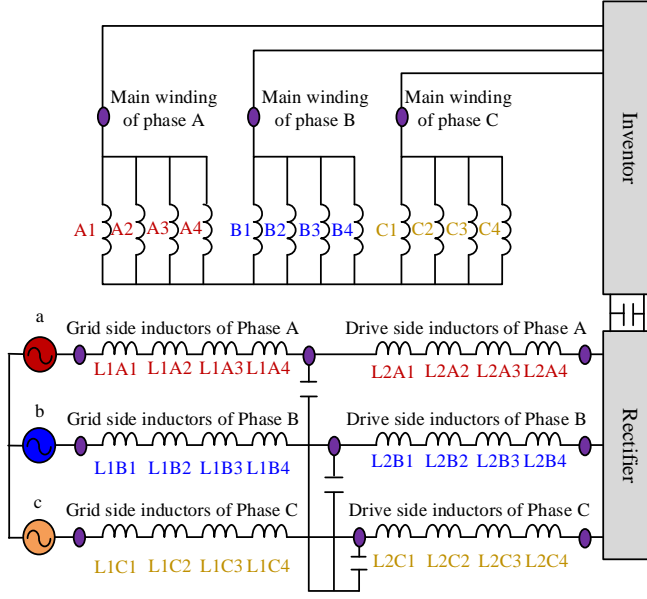 Main winding
of phase A
Main winding
of phase B
Main winding
of phase C
Inventor
A1 A2 A3 A4
B1 B2 B3 B4
C1 C2 C3 C4
a
Grid side inductors of Phase A
Drive side inductors of Phase A
L1A1 L1A2 L1A3 L1A4
L2A1 L2A2 L2A3 L2A4
b
Grid side inductors of Phase B
Drive side inductors of Phase B
L1B1 L1B2 L1B3 L1B4
L2B1 L2B2 L2B3 L2B4
Rectifier
c
Grid side inductors of Phase C
Drive side inductors of Phase C
L1C1 L1C2 L1C3 L1C4
L2C1 L2C2 L2C3 L2C4